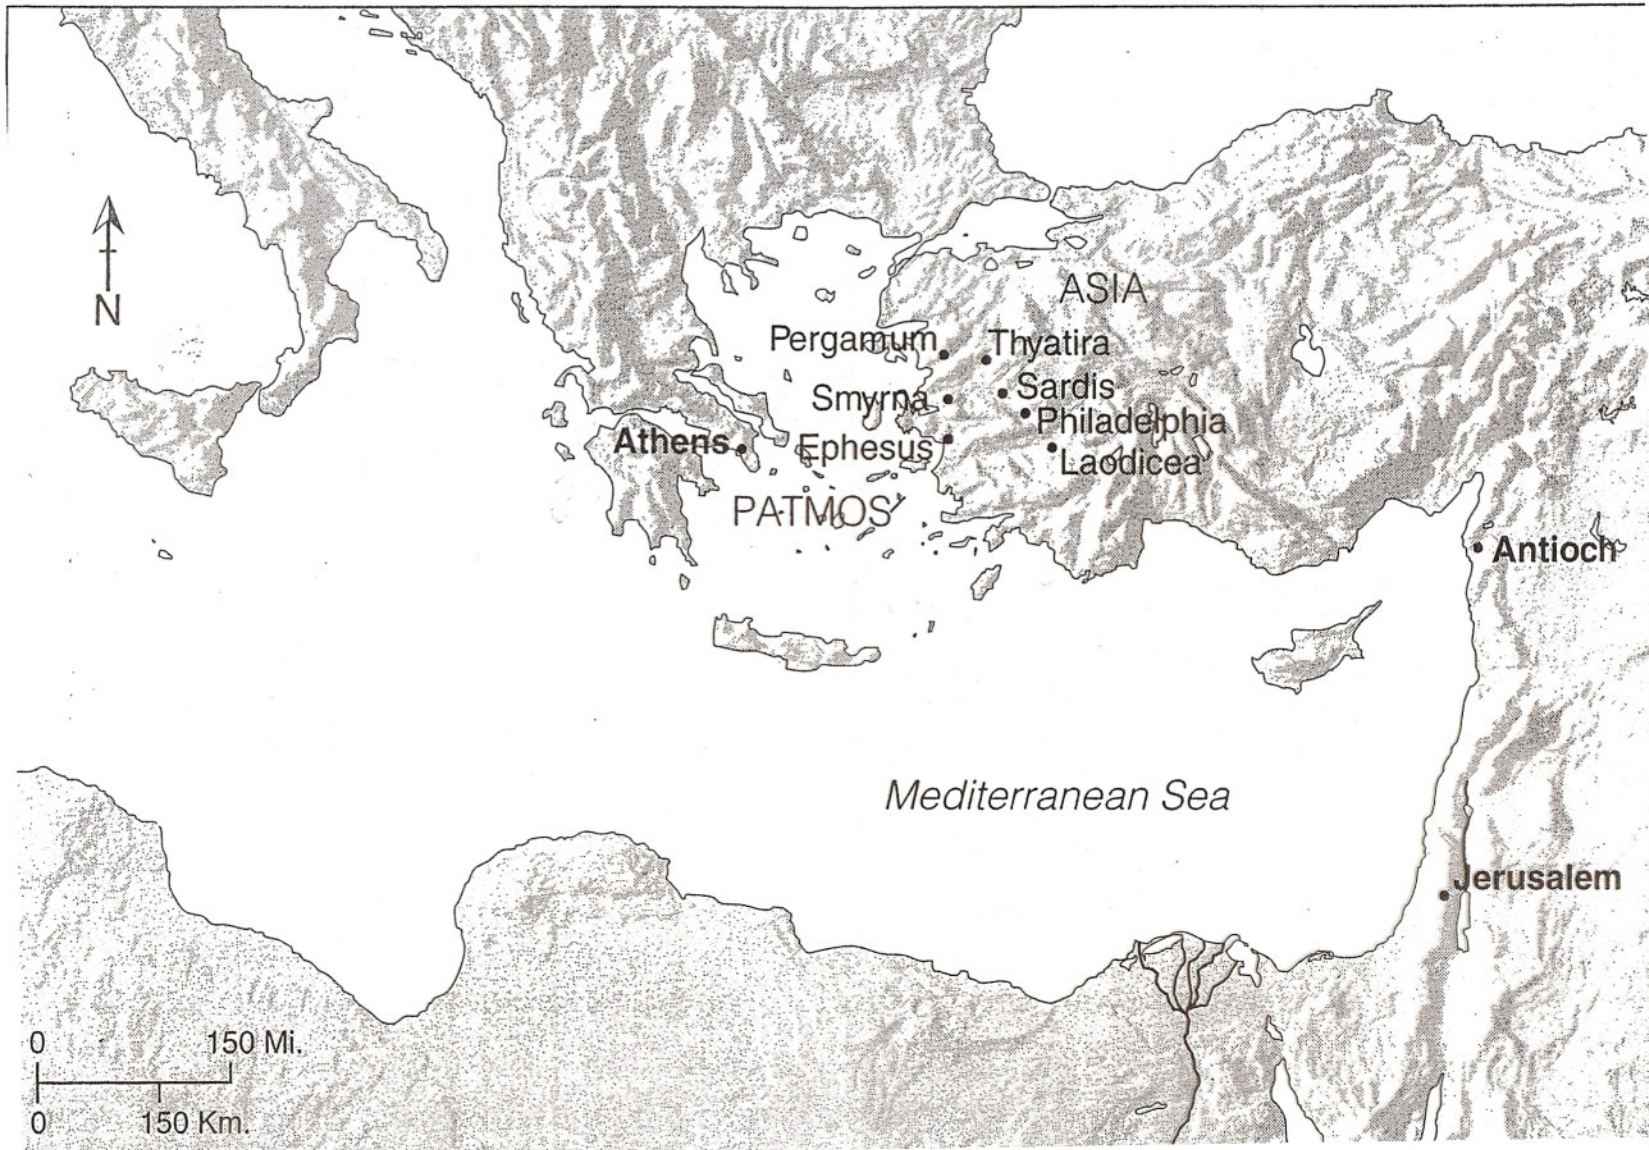 N
ASIA
Pergamum
Thyatira
Smyrna
Sardis
Philadelphia
Athens
Ephesus
Laodicea
PATMOS
Antioch
Mediterranean Sea
Jerusalem
0 150 Mi.
0 150 Km.